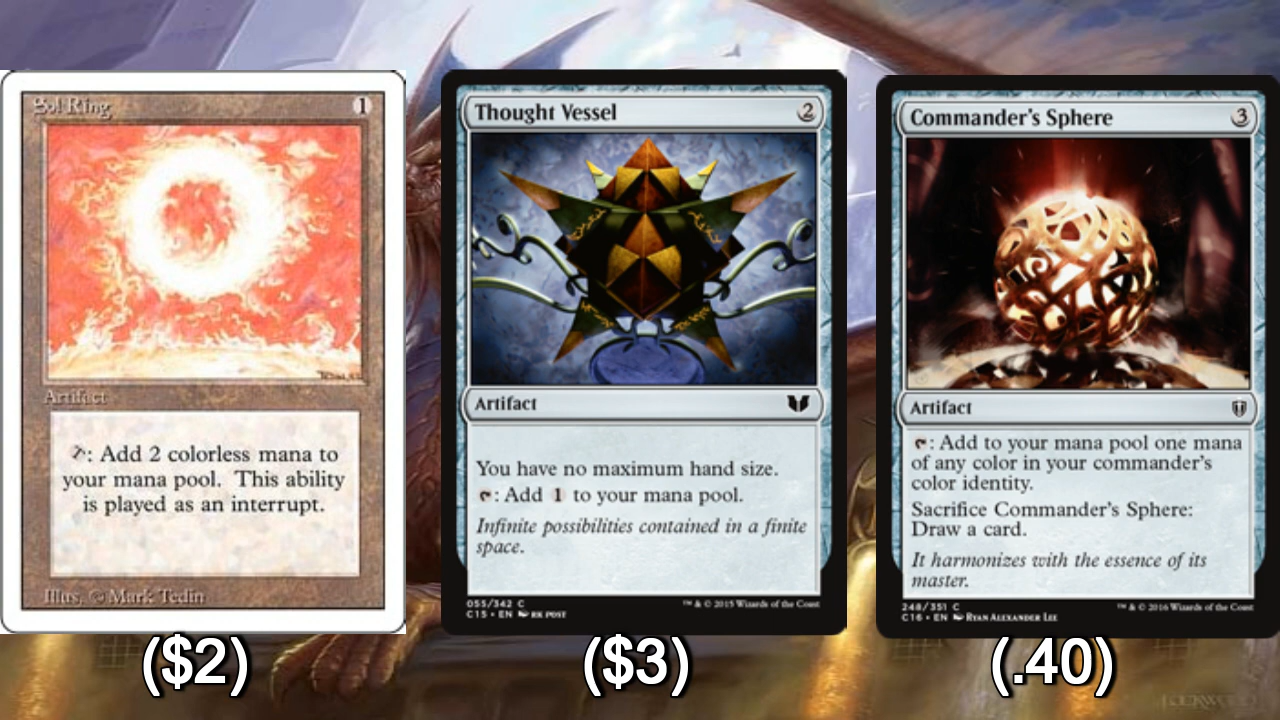 Sol Ring 1
Artifact
: Add 2 colorless mana to
your mana pool. This ability
is played as an interrupt.
Illus. © Mark Tedin
($2)
Thought Vessel 2
Artifact
You have no maximum hand size.
: Add 1 to your mana pool.
Infinite possibilities contained in a finite
space.
055/342 C
™ & © 2015 Wizards of the Coast
C15 • EN RK POST
($3)
Commander's Sphere 3
Artifact
: Add to your mana pool one mana
of any color in your commander's
color identity.
Sacrifice Commander's Sphere:
Draw a card.
It harmonizes with the essence of its
master.
248/351 C
™ & © 2016 Wizards of the Coast
C16 • EN RYAN ALEXANDER LEE
(.40)